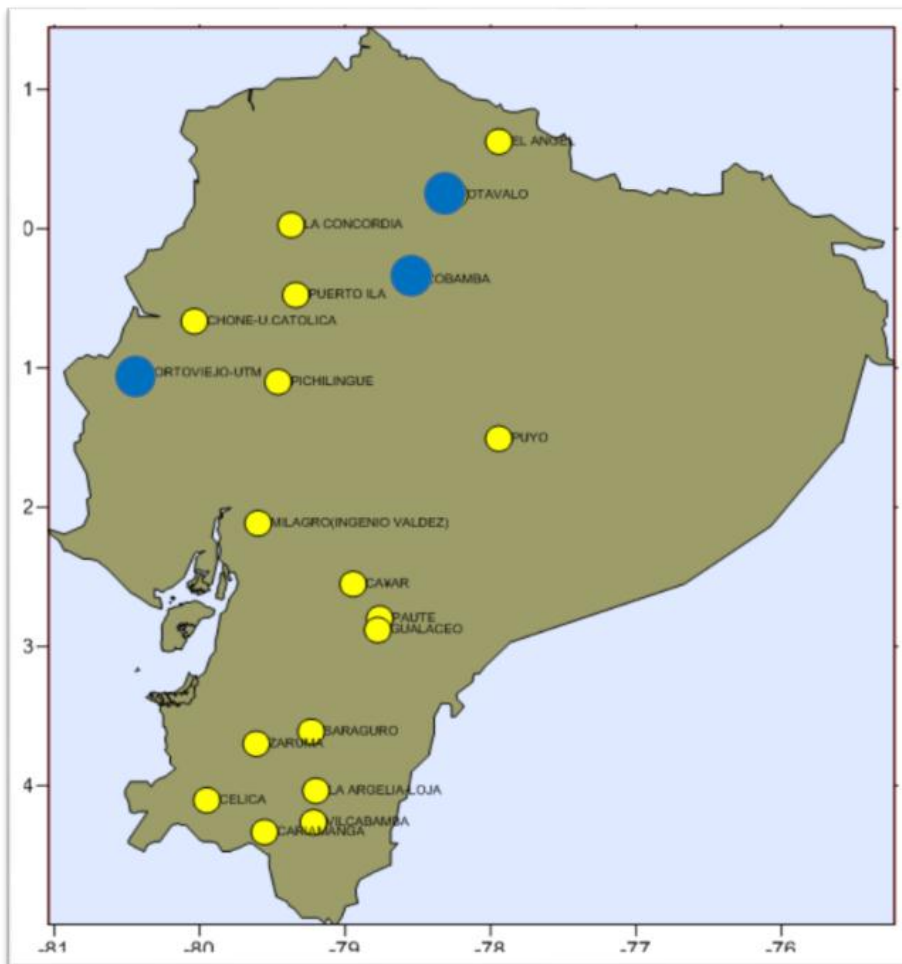 1
EL ANGEL
OTAVALO
LA CONCORDIA
0
COBAMBA
PUERTO ILA
CHONE-U.CATOLICA
1
ORTOVIEJO-UTM
PICHILINGUE
PUYO
2
MILAGRO(INGENIO VALDEZ)
CA¥AR
PAUTE
GUALACEO
3
SARAGURO
ZARUMA
4
LA ARGELIA-LOJA
CELICA
VILCABAMBA
CARIAMANGA
-81 -80 -79 -78 -77 -76